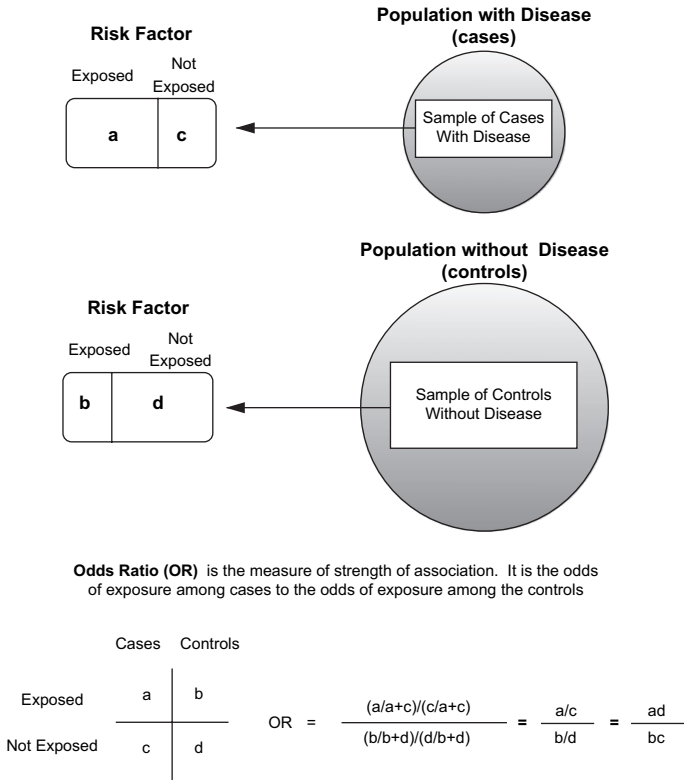 Population with Disease
(cases)
Risk Factor
Exposed
Not
Exposed
a
c
Sample of Cases
With Disease
Population without Disease
(controls)
Risk Factor
Exposed
Not
Exposed
b
d
Sample of Controls
Without Disease
Odds Ratio (OR) is the measure of strength of association. It is the odds
of exposure among cases to the odds of exposure among the controls
Cases Controls
Exposed a b
Not Exposed c d
OR = (a/a+c)/(c/a+c) = a/c = ad
(b/b+d)/(d/b+d) b/d bc